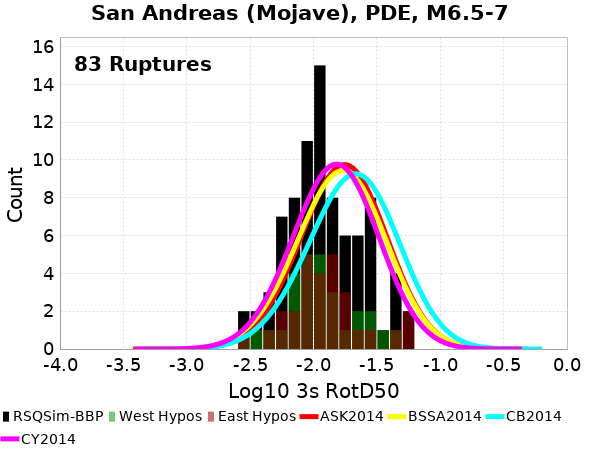 San Andreas (Mojave), PDE, M6.5-7
83 Ruptures
Count
16
14
12
10
8
6
4
2
0
-4.0 -3.5 -3.0 -2.5 -2.0 -1.5 -1.0 -0.5 0.0
Log10 3s RotD50
RSQSim-BBP West Hypos East Hypos ASK2014 BSSA2014 CB2014
CY2014